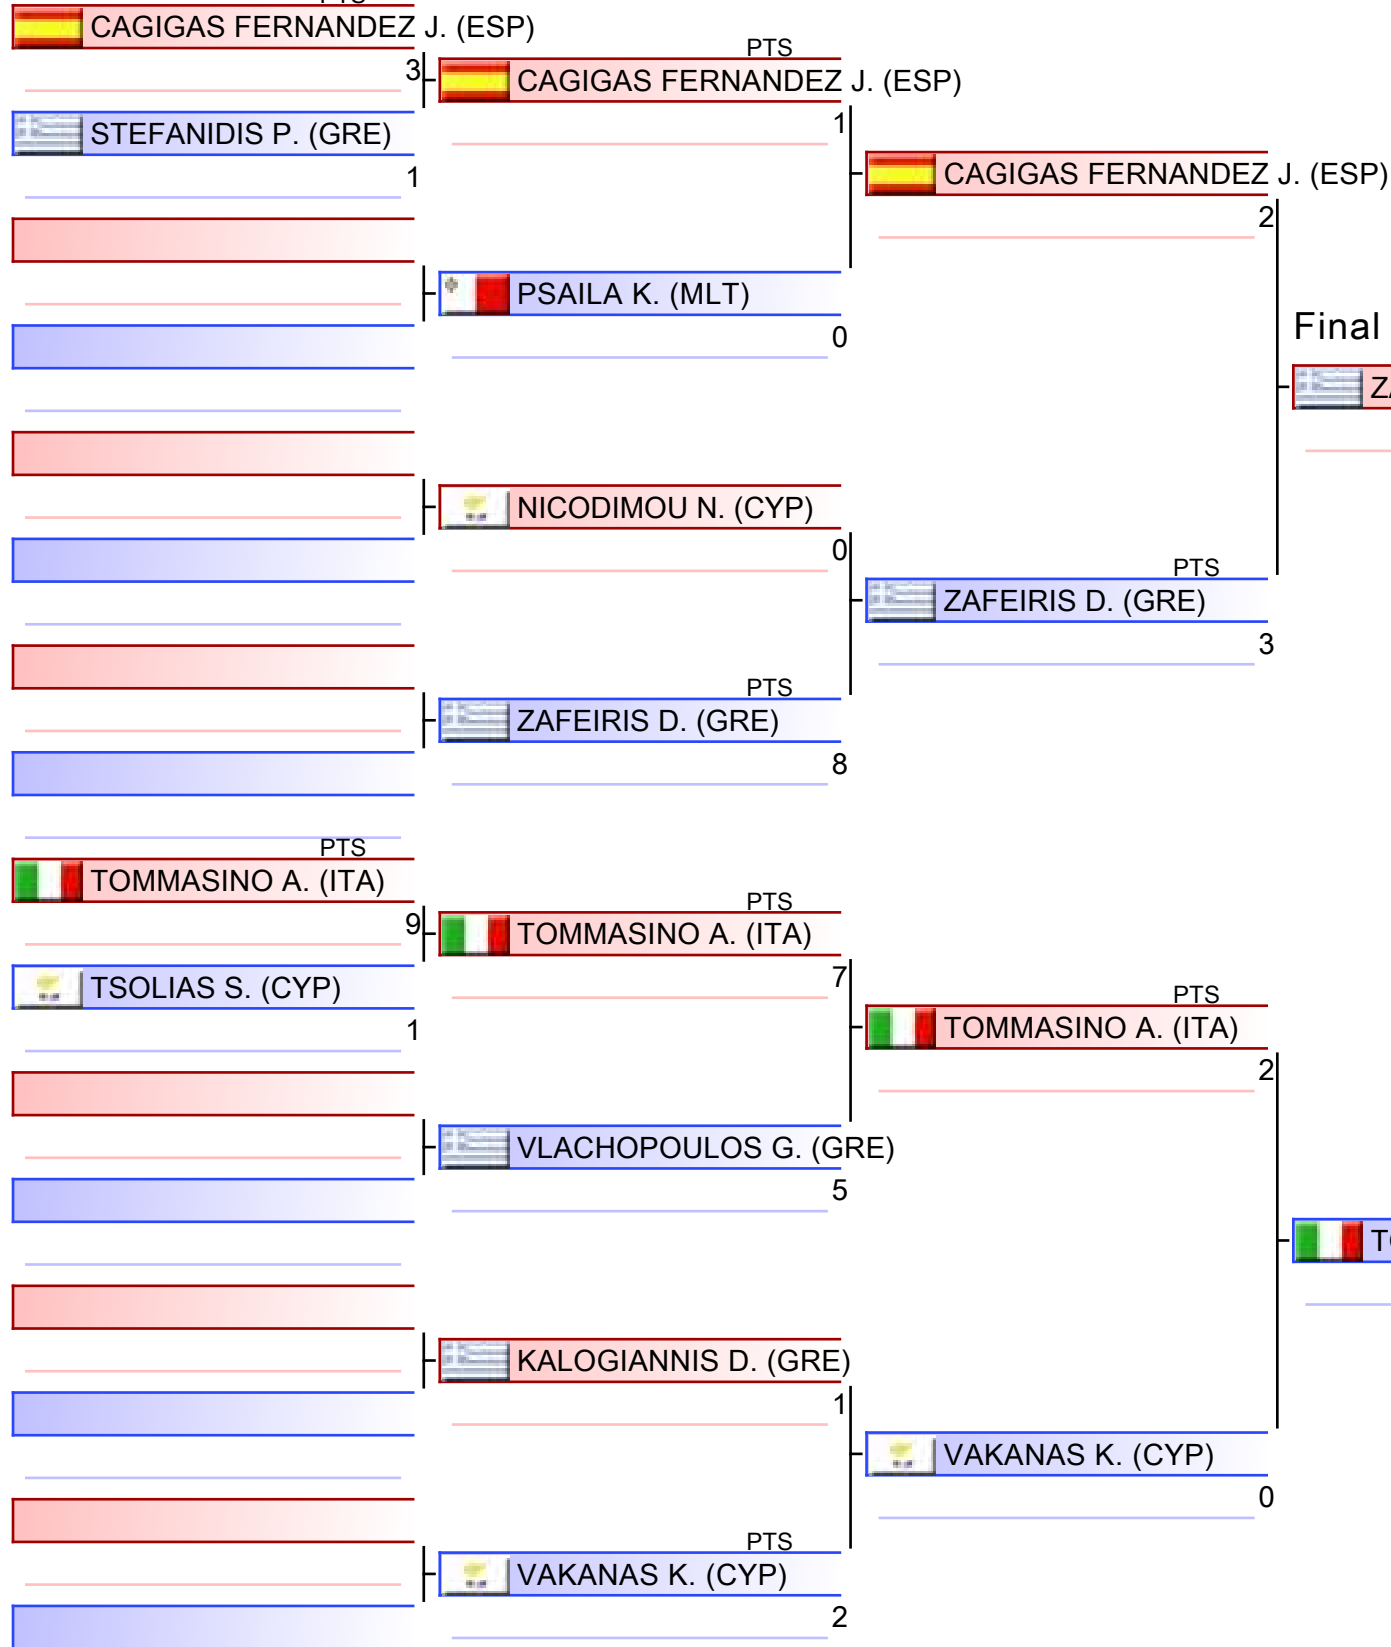 PTS
CAGIGAS FERNANDEZ J. (ESP)
3
STEFANIDIS P. (GRE)
1
PTS
TOMMASINO A. (ITA)
9
TSOLIAS S. (CYP)
1
PTS
CAGIGAS FERNANDEZ J. (ESP)
1
PSAILA K. (MLT)
0
NICODIMOU N. (CYP)
0
PTS
ZAFEIRIS D. (GRE)
8
PTS
TOMMASINO A. (ITA)
7
VLACHOPOULOS G. (GRE)
5
KALOGIANNIS D. (GRE)
1
PTS
VAKANAS K. (CYP)
2
CAGIGAS FERNANDEZ J. (ESP)
2
PTS
ZAFEIRIS D. (GRE)
3
PTS
TOMMASINO A. (ITA)
2
VAKANAS K. (CYP)
0
Final